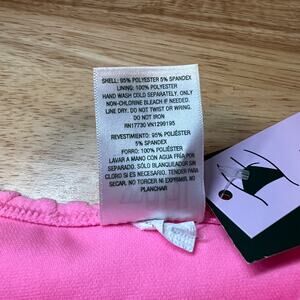 SHELL: 95% POLYESTER 5% SPANDEX
LINING: 100% POLYESTER
HAND WASH COLD SEPARATELY, ONLY
NON-CHLORINE BLEACH IF NEEDED.
LINE DRY. DO NOT TWIST OR WRING.
DO NOT IRON
RN17730 VN1299195
REVESTIMIENTO: 95% POLIÉSTER
5% SPANDEX
FORRO: 100% POLIÉSTER
LAVAR A MANO CON AGUA FRÍA POR
SEPARADO. SÓLO BLANQUEADOR SIN
CLORO SI ES NECESARIO. TENDER PARA
SECAR. NO TORCER NI EXPRIMIR. NO
PLANCHAR